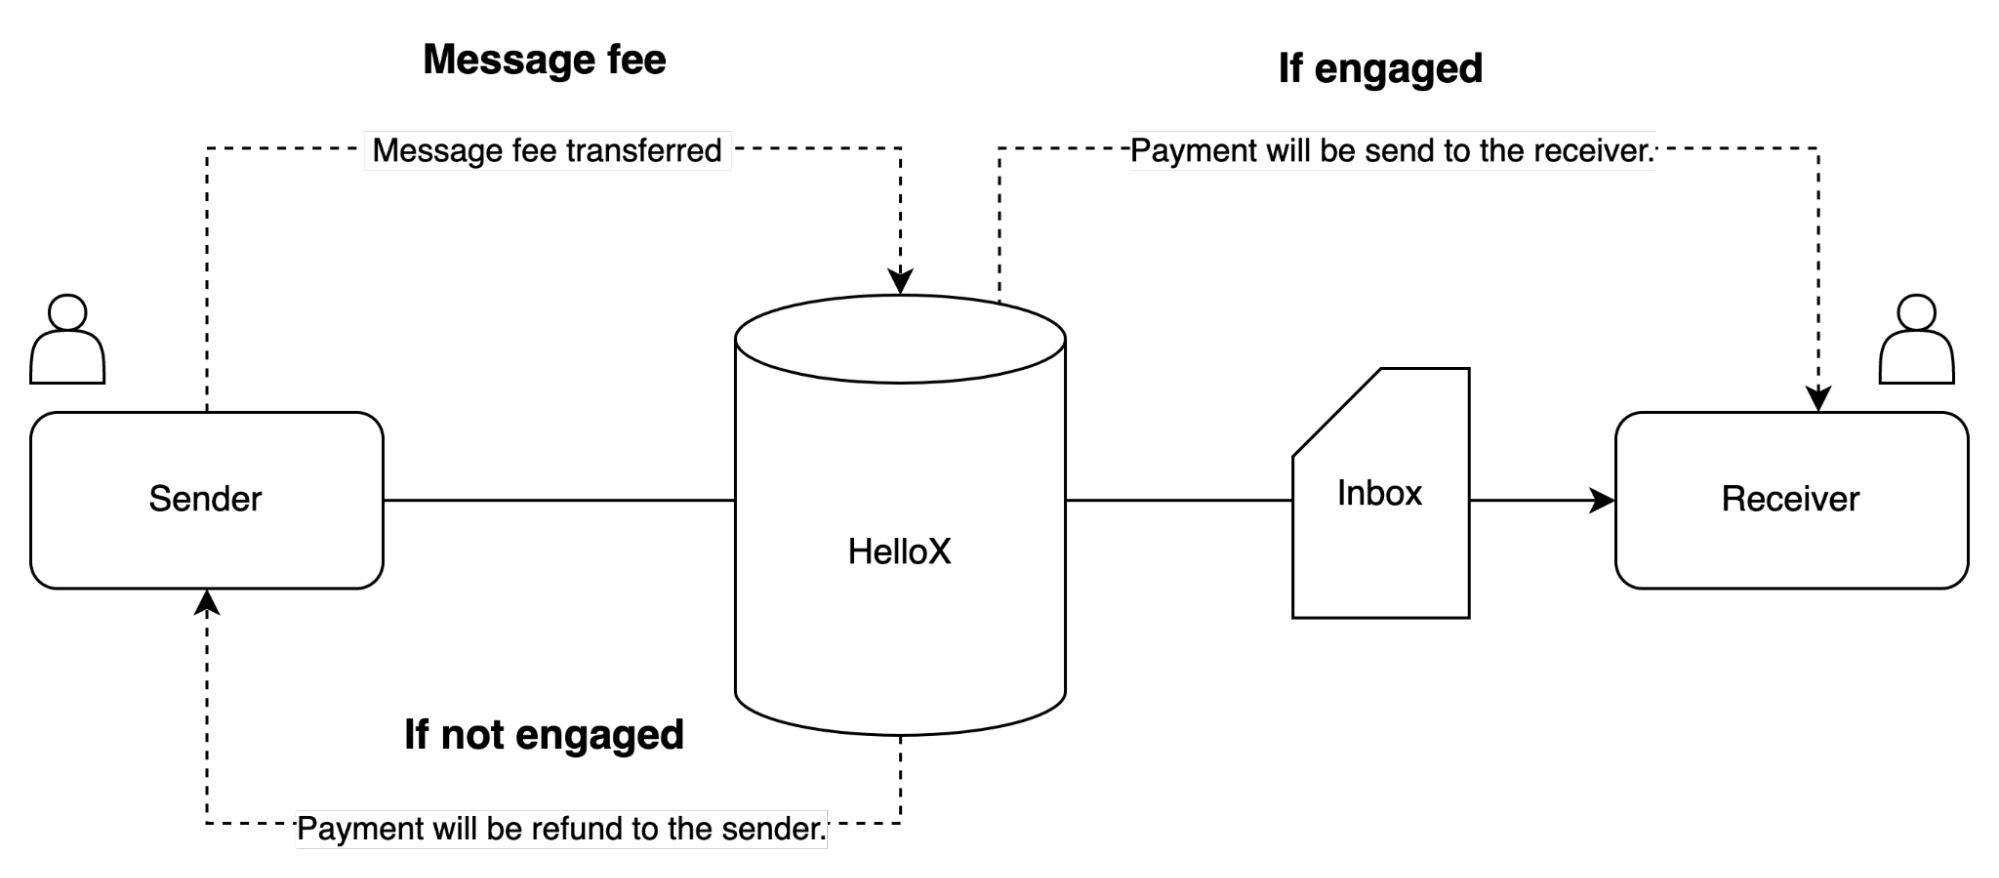 Message fee
If engaged
Message fee transferred
Payment will be send to the receiver.
Sender
HelloX
Inbox
Receiver
If not engaged
Payment will be refund to the sender.